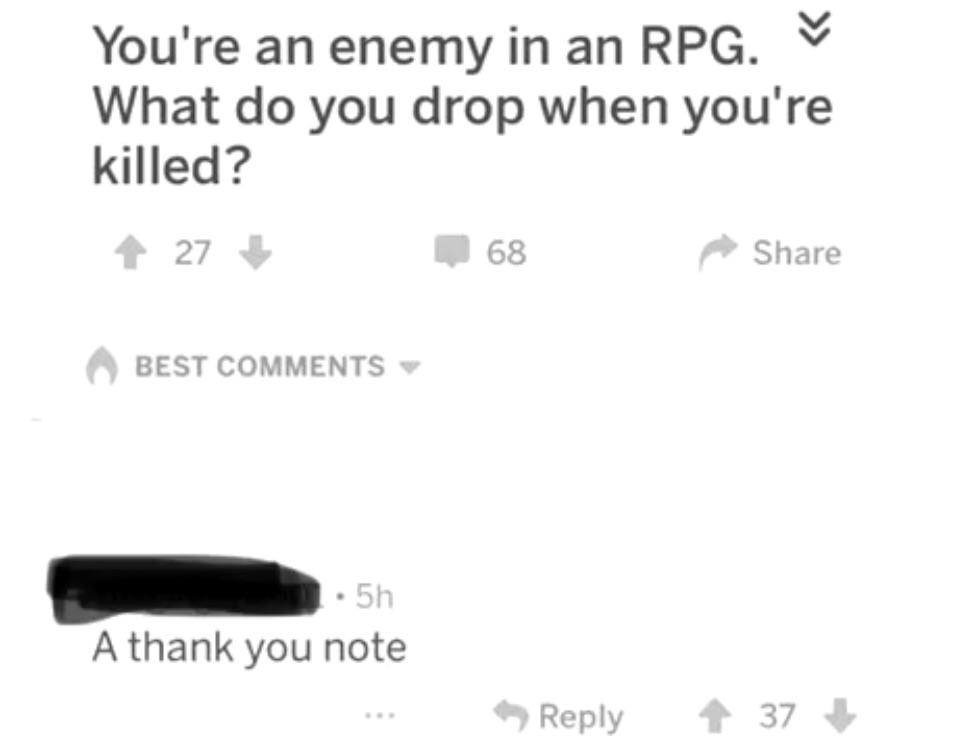 You're an enemy in an RPG.
What do you drop when you're
killed?
27 68 Share
BEST COMMENTS
• 5h
A thank you note
... Reply 37